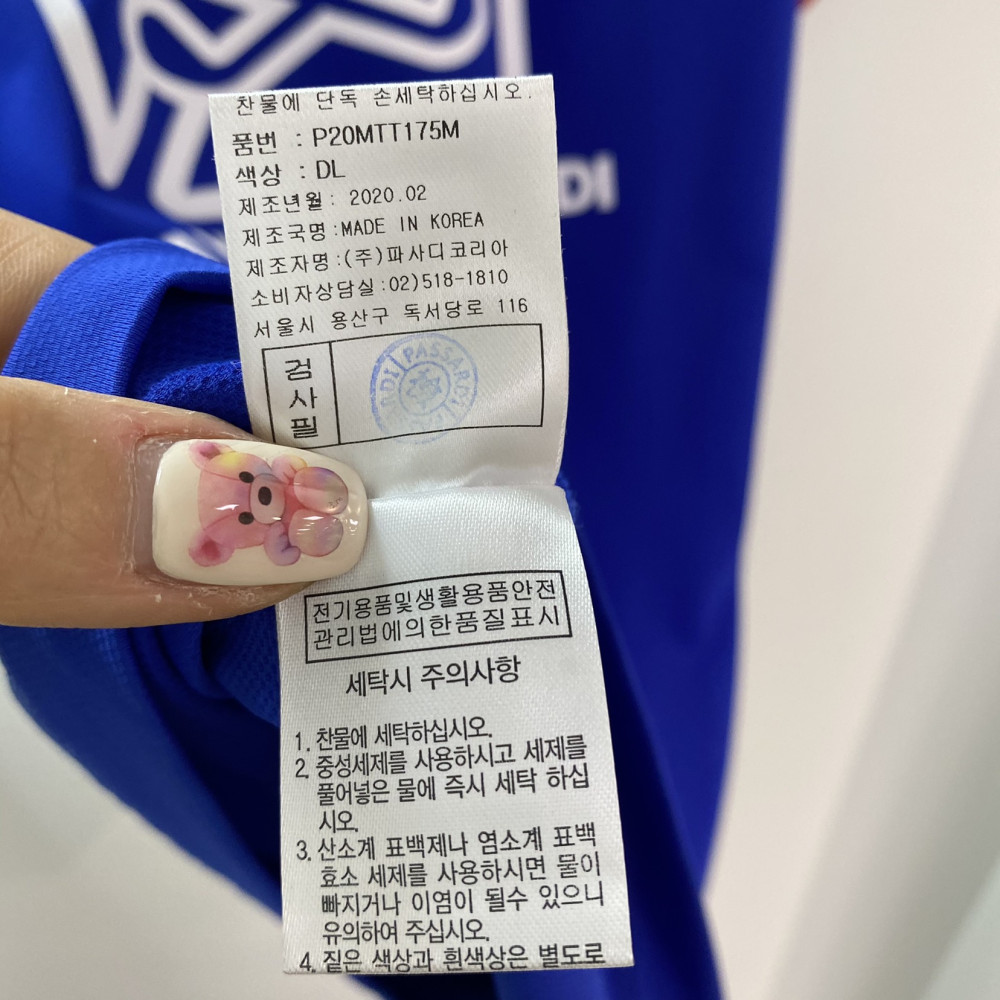 DI
찬물에 단독 손세탁하십시오.
품번 : P20MTT175M
색상 : DL
제조년월 : 2020.02
제조국명 :MADE IN KOREA
제조자명 :(주)파사디코리아
소비자상담실:02)518-1810
서울시 용산구 독서당로 116
검사필
PASSARDI
전기용품및생활용품안전
관리법에의한품질표시
세탁시 주의사항
1. 찬물에 세탁하십시오.
2. 중성세제를 사용하시고 세제를
풀어넣은 물에 즉시 세탁 하십
시오.
3. 산소계 표백제나 염소계 표백
효소 세제를 사용하시면 물이
빠지거나 이염이 될수 있으니
유의하여 주십시오.
4. 짙은 색상과 흰색상은 별도로